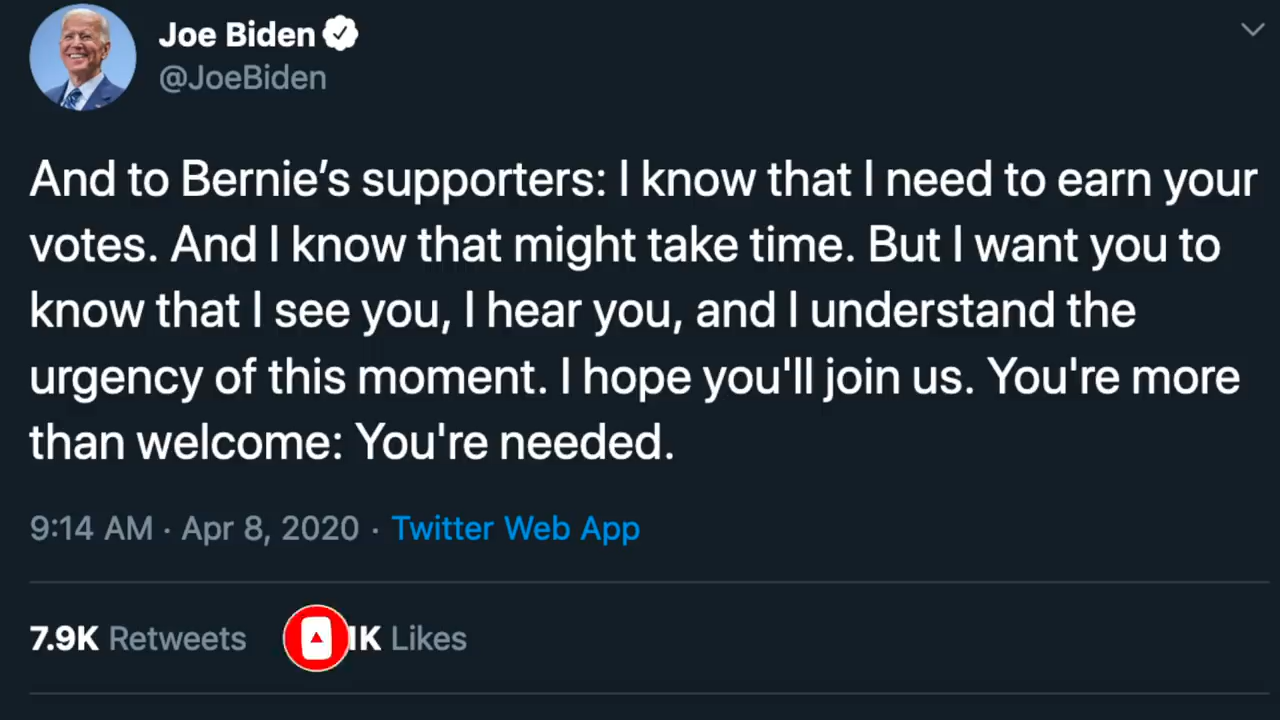 Joe Biden
@JoeBiden
And to Bernie’s supporters: I know that I need to earn your
votes. And I know that might take time. But I want you to
know that I see you, I hear you, and I understand the
urgency of this moment. I hope you'll join us. You're more
than welcome: You're needed.
9:14 AM · Apr 8, 2020 · Twitter Web App
7.9K Retweets Likes